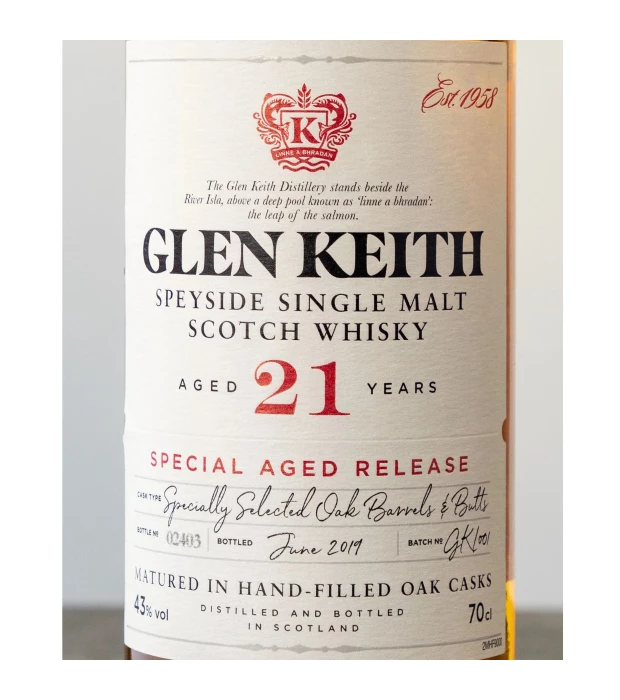 Est. 1958
K
LINNE A BHRADAN
The Glen Keith Distillery stands beside the
River Isla, above a deep pool known as 'linne a bhradan':
the leap of the salmon.
GLEN KEITH
SPEYSIDE SINGLE MALT
SCOTCH WHISKY
AGED 21 YEARS
SPECIAL AGED RELEASE
CASK TYPE Specially Selected Oak Barrels & Butts
BOTTLE Nº 02403 BOTTLED June 2019 BATCH Nº GK/001
MATURED IN HAND-FILLED OAK CASKS
43% vol DISTILLED AND BOTTLED 70cl
IN SCOTLAND